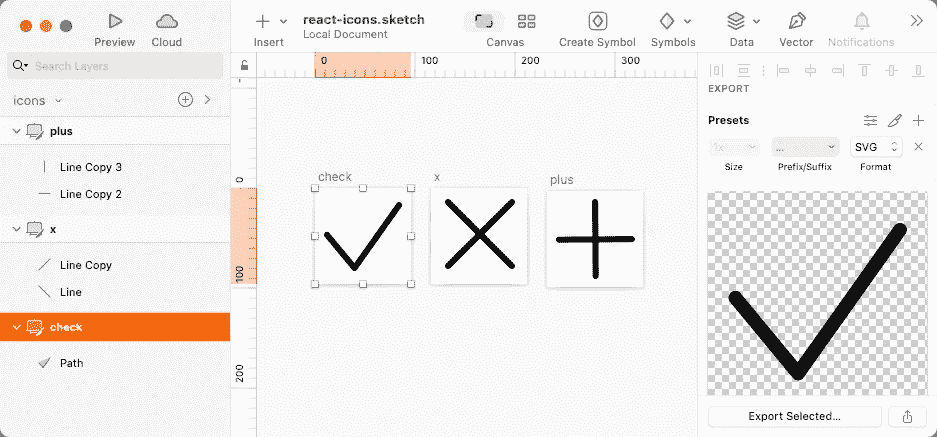 react-icons.sketch
Local Document
Preview Cloud Insert Canvas Create Symbol Symbols Data Vector Notifications
Search Layers
icons
plus
Line Copy 3
Line Copy 2
x
Line Copy
Line
check
Path
0 100 200 300
0
100
200
check x plus
EXPORT
Presets
1x ... SVG
Size Prefix/Suffix Format
Export Selected...